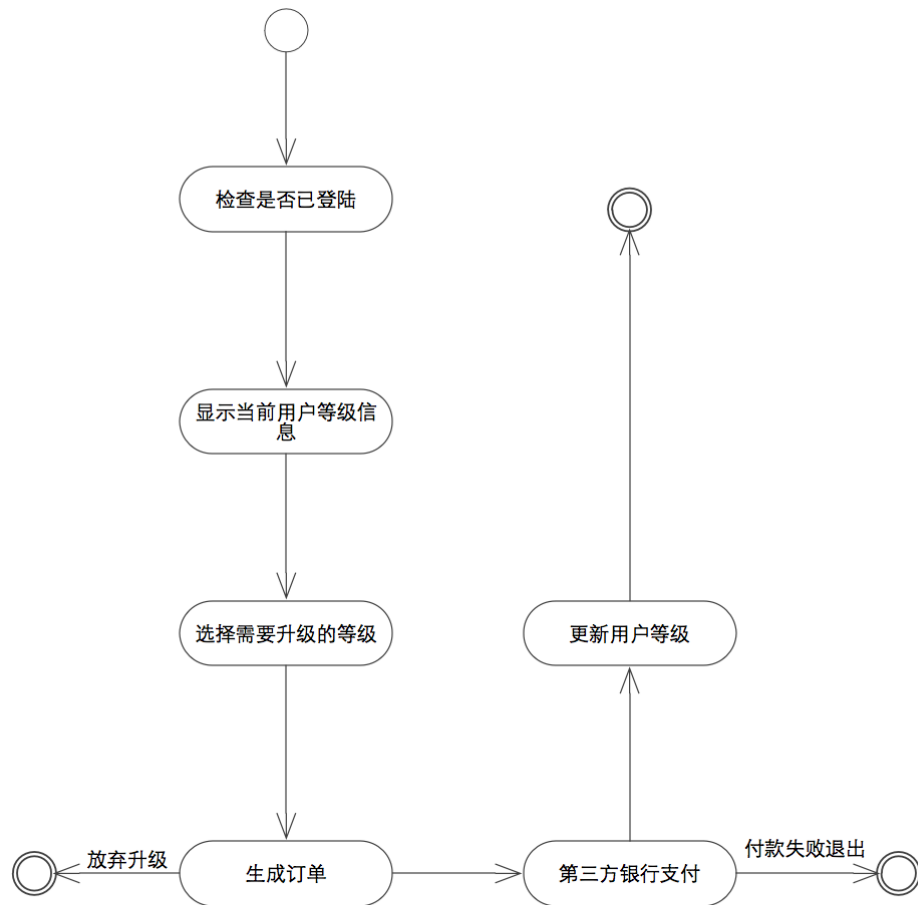 检查是否已登陆
显示当前用户等级信
息
选择需要升级的等级
更新用户等级
放弃升级
生成订单
第三方银行支付
付款失败退出